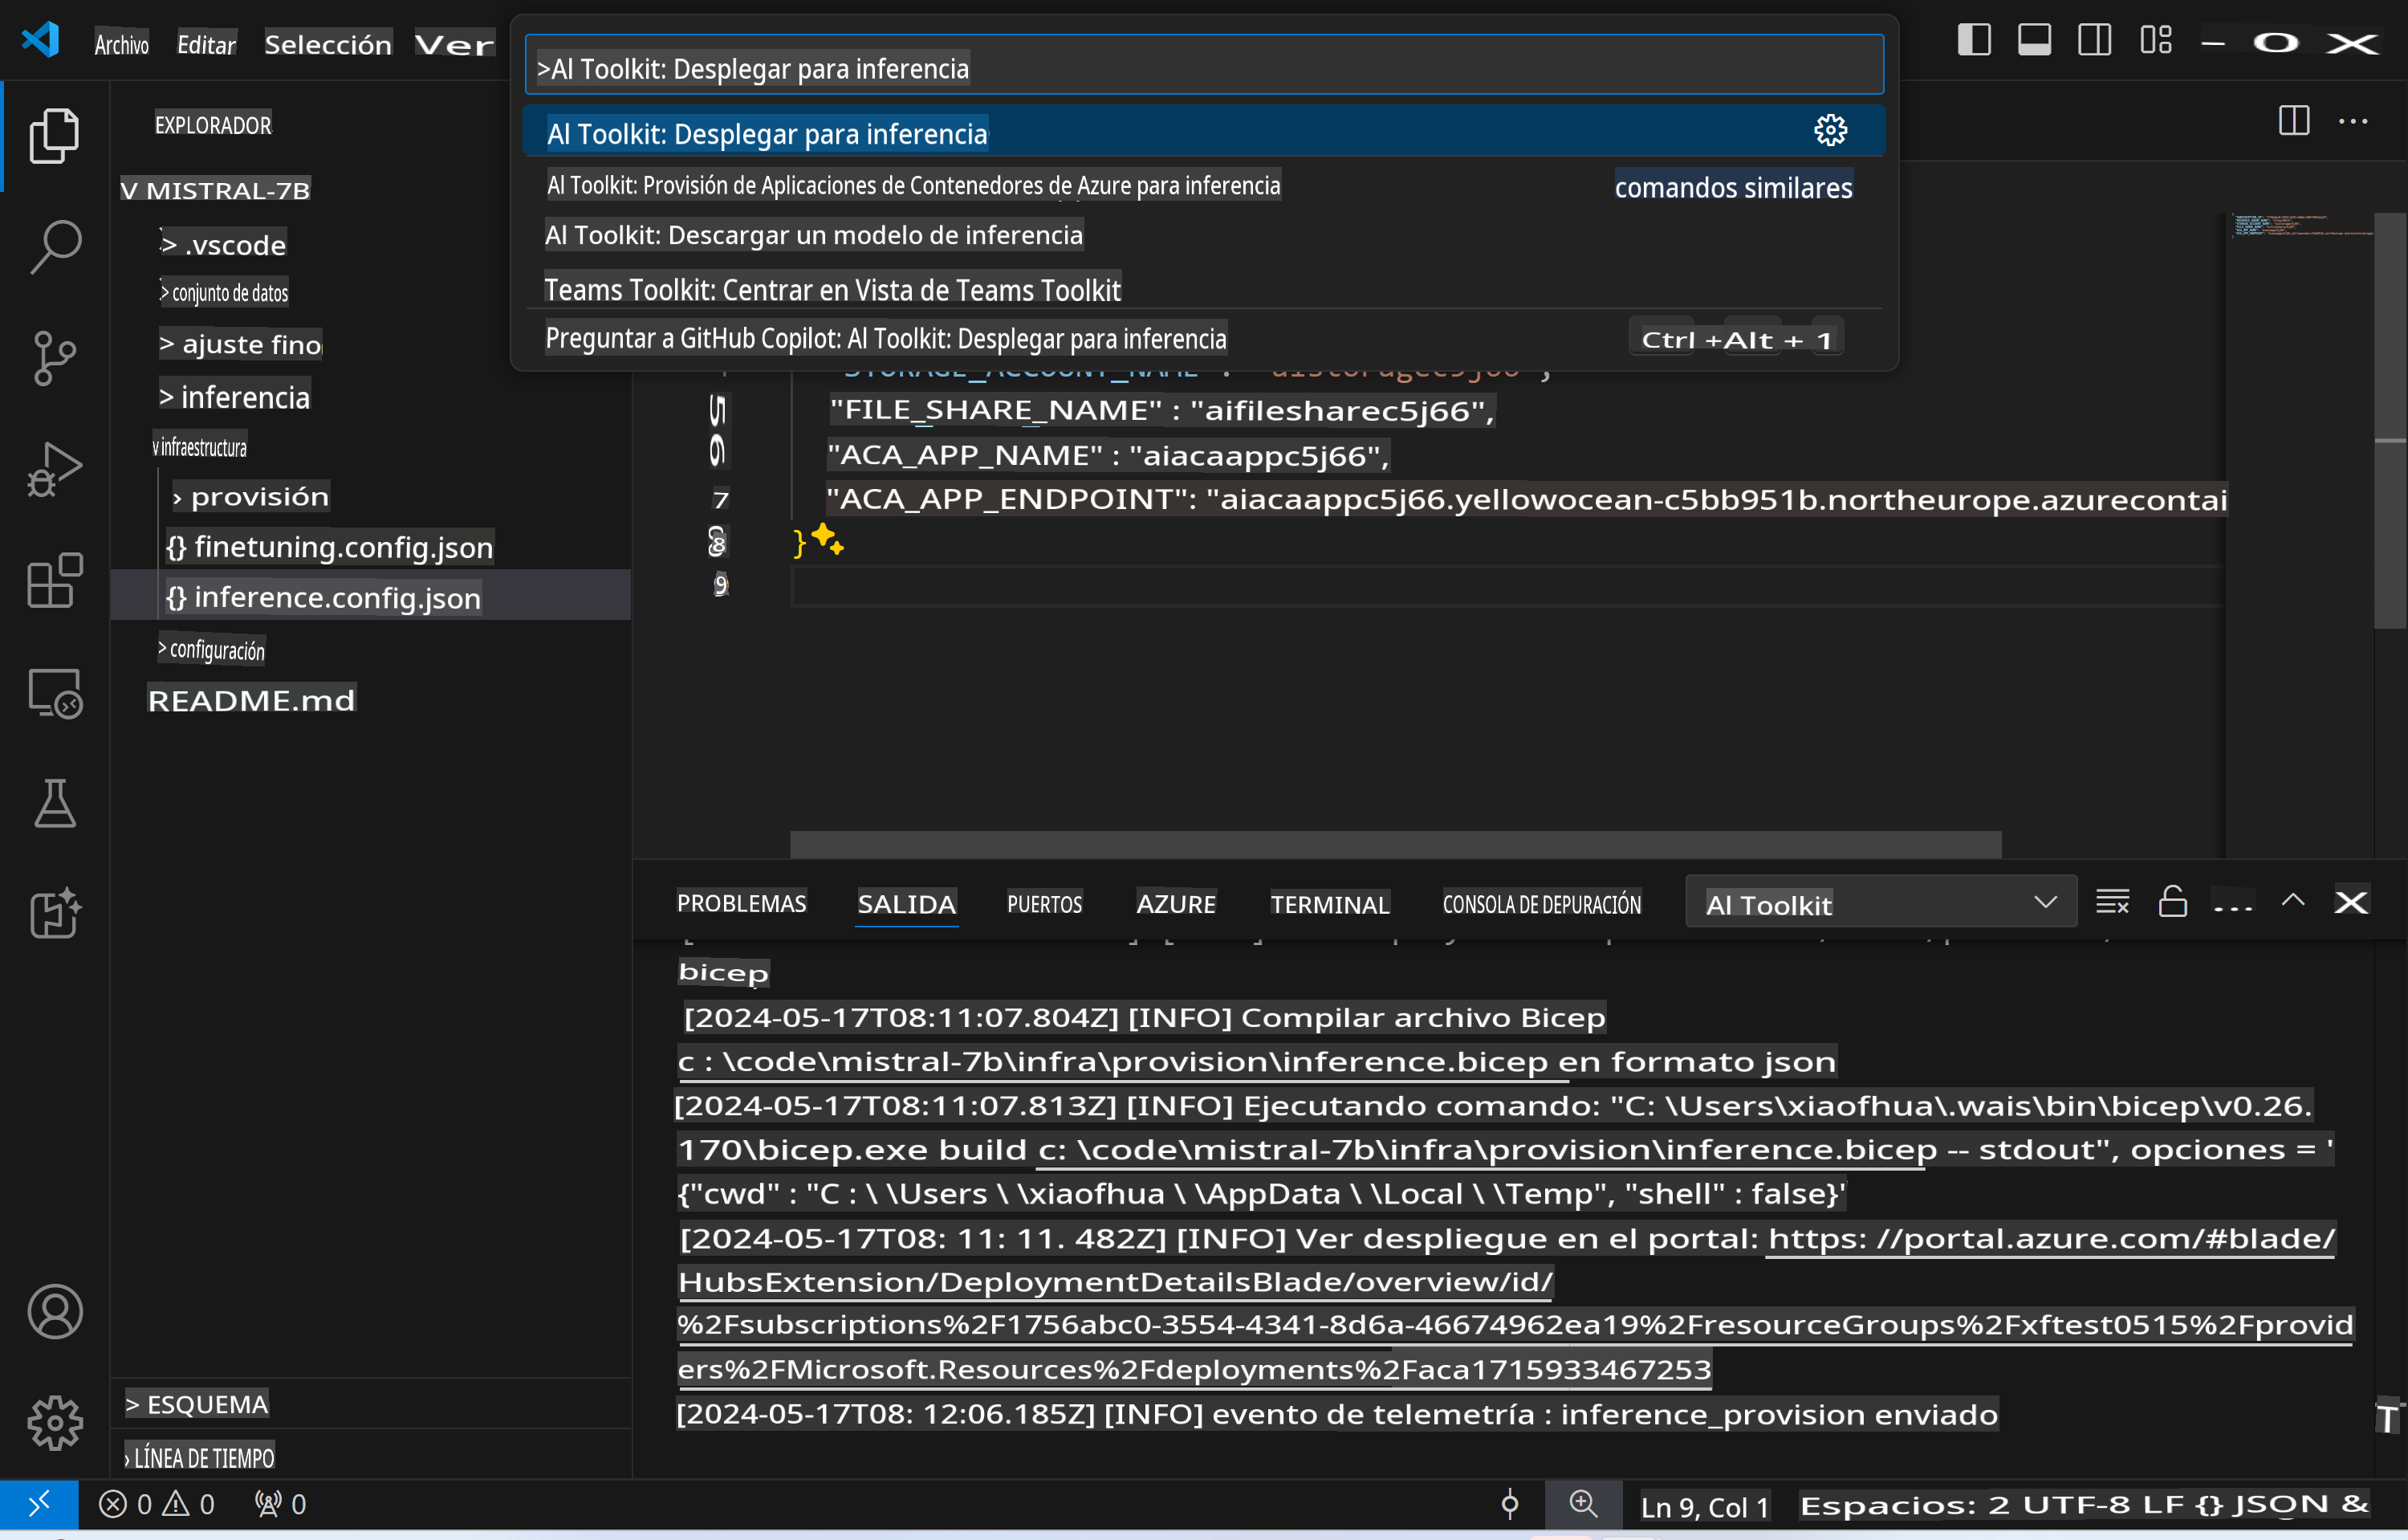 Archivo Editar Selección Ver
>AI Toolkit: Desplegar para inferencia
AI Toolkit: Desplegar para inferencia
AI Toolkit: Provisión de Aplicaciones de Contenedores de Azure para inferencia
comandos similares
AI Toolkit: Descargar un modelo de inferencia
Teams Toolkit: Centrar en Vista de Teams Toolkit
Preguntar a GitHub Copilot: AI Toolkit: Desplegar para inferencia
Ctrl +Alt + 1
EXPLORADOR
V MISTRAL-7B
> .vscode
> conjunto de datos
> ajuste fino
> inferencia
v infraestructura
› provisión
{} finetuning.config.json
{} inference.config.json
> configuración
README.md
> ESQUEMA
› LÍNEA DE TIEMPO
5 "FILE_SHARE_NAME" : "aifilesharec5j66",
6 "ACA_APP_NAME" : "aiacaappc5j66",
7 "ACA_APP_ENDPOINT": "aiacaappc5j66.yellowocean-c5bb951b.northeurope.azurecontai
8 }
9
PROBLEMAS SALIDA PUERTOS AZURE TERMINAL CONSOLA DE DEPURACIÓN AI Toolkit
bicep
[2024-05-17T08:11:07.804Z] [INFO] Compilar archivo Bicep
c : \code\mistral-7b\infra\provision\inference.bicep en formato json
[2024-05-17T08:11:07.813Z] [INFO] Ejecutando comando: "C: \Users\xiaofhua\.wais\bin\bicep\v0.26.
170\bicep.exe build c: \code\mistral-7b\infra\provision\inference.bicep -- stdout", opciones = '
{"cwd" : "C : \ \Users \ \xiaofhua \ \AppData \ \Local \ \Temp", "shell" : false}'
[2024-05-17T08: 11: 11. 482Z] [INFO] Ver despliegue en el portal: https: //portal.azure.com/#blade/
HubsExtension/DeploymentDetailsBlade/overview/id/
%2Fsubscriptions%2F1756abc0-3554-4341-8d6a-46674962ea19%2FresourceGroups%2Fxftest0515%2Fprovid
ers%2FMicrosoft.Resources%2Fdeployments%2Faca1715933467253
[2024-05-17T08: 12:06.185Z] [INFO] evento de telemetría : inference_provision enviado
0 0 0
Ln 9, Col 1 Espacios: 2 UTF-8 LF {} JSON &